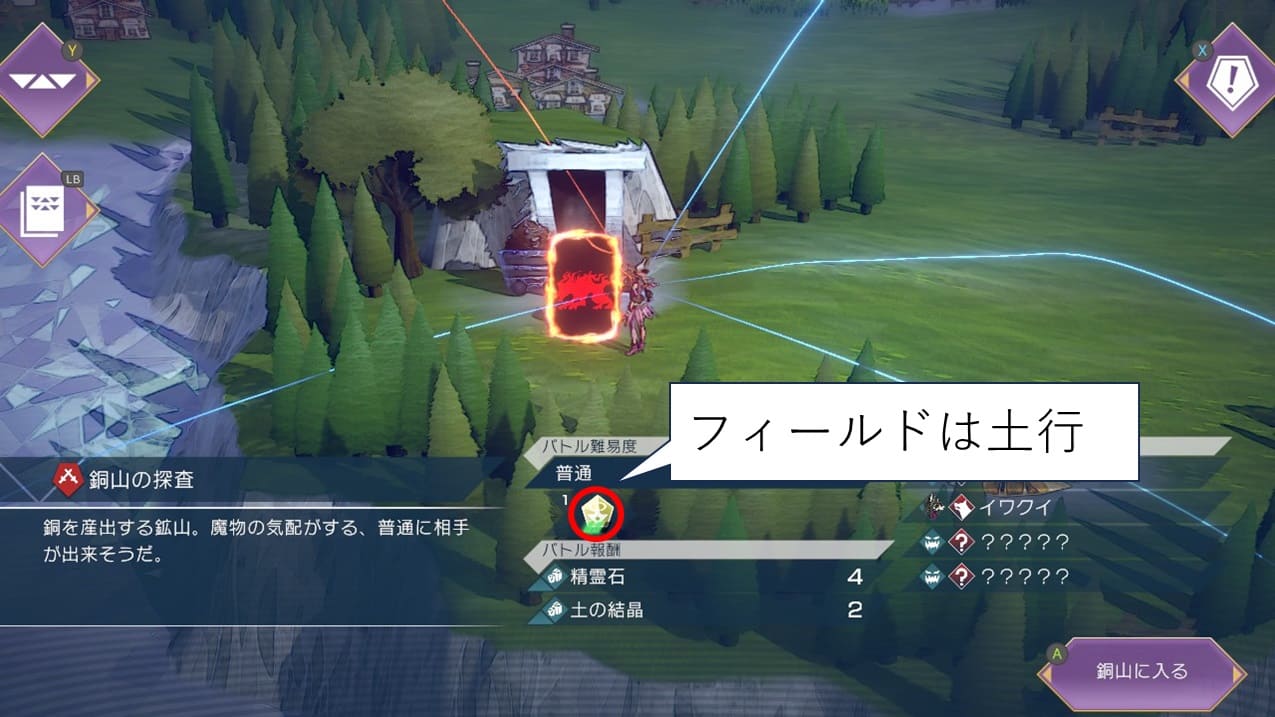 Y
X
LB
フィールドは土行
バトル難易度
普通
1
銅山の探査
銅を産出する鉱山。魔物の気配がする、普通に相手
が出来そうだ。
バトル報酬
精霊石 4
土の結晶 2
イワクイ
? ?????
? ?????
A
銅山に入る